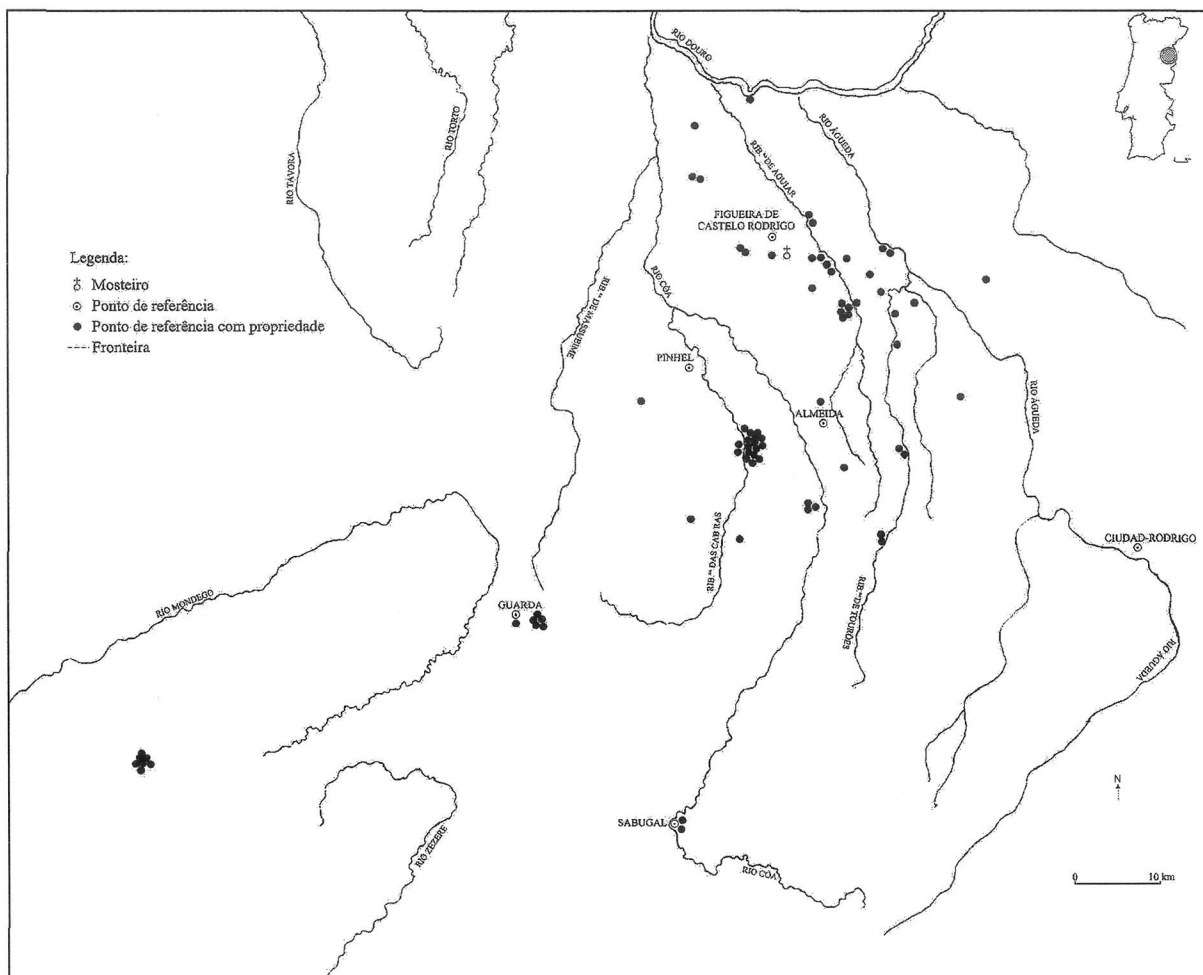 RIO DOURO
RIO TORTO
RIO TÁVORA
RIO ÁGUEDA
RIB.ª DE AGUIAR
FIGUEIRA DE
CASTELO RODRIGO
Legenda:
Mosteiro
Ponto de referência
Ponto de referência com propriedade
Fronteira
RIO CÔA
RIB.ª DE MASSUEIME
PINHEL
ALMEIDA
RIO ÁGUEDA
RIB.ª DAS CABRAS
CIUDAD-RODRIGO
RIO MONDEGO
GUARDA
RIB.ª DE TOURÕES
RIO ÁGUEDA
N
SABUGAL
RIO ZEZERE
RIO CÔA
0 10 km